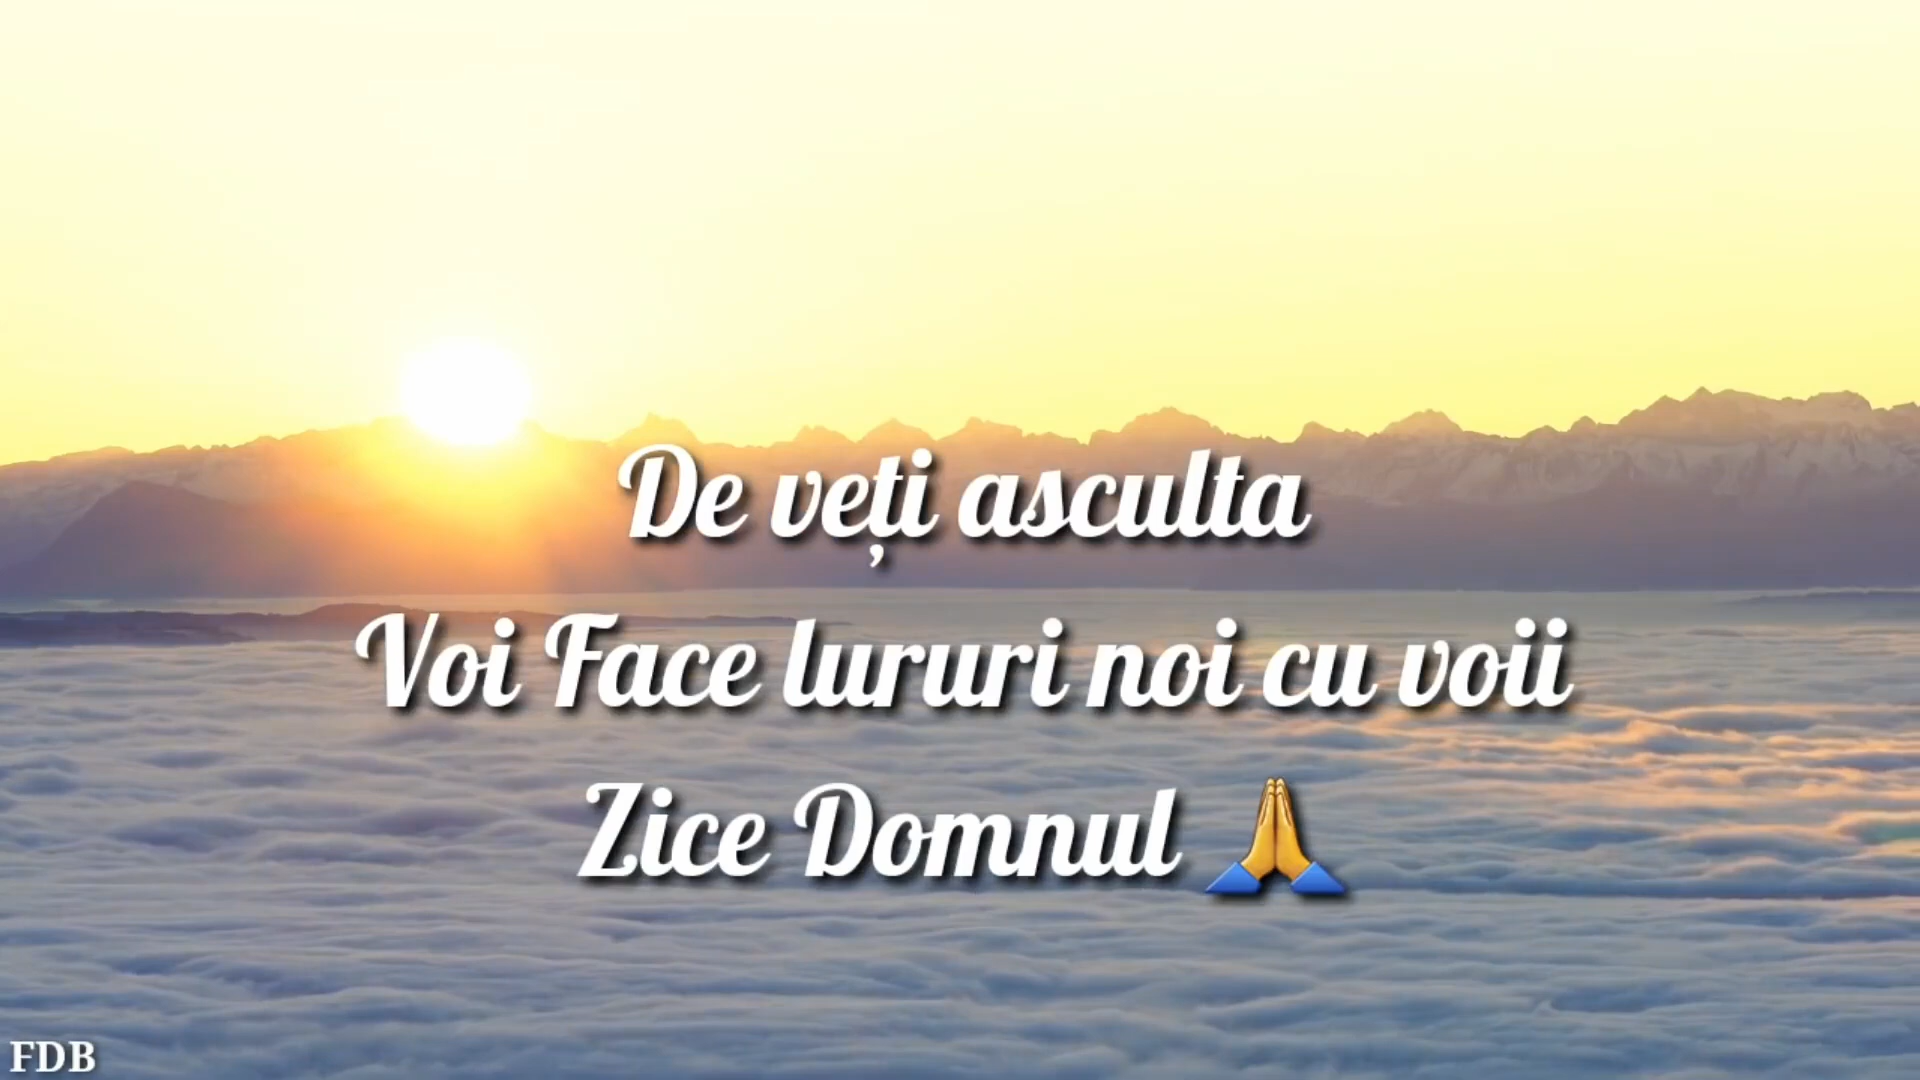 De veți asculta
Voi Face lururi noi cu voii
Zice Domnul 🙏
FDB